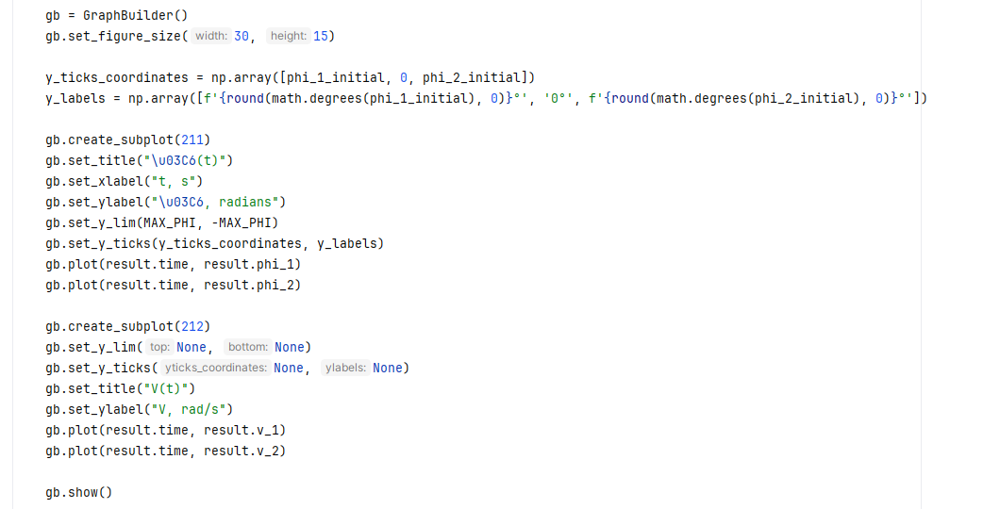 gb = GraphBuilder()
gb.set_figure_size( width: 30, height: 15)
y_ticks_coordinates = np.array([phi_1_initial, 0, phi_2_initial])
y_labels = np.array([f'{round(math.degrees(phi_1_initial), 0)}°', '0°', f'{round(math.degrees(phi_2_initial), 0)}°'])
gb.create_subplot(211)
gb.set_title("\u03C6(t)")
gb.set_xlabel("t, s")
gb.set_ylabel("\u03C6, radians")
gb.set_y_lim(MAX_PHI, -MAX_PHI)
gb.set_y_ticks(y_ticks_coordinates, y_labels)
gb.plot(result.time, result.phi_1)
gb.plot(result.time, result.phi_2)
gb.create_subplot(212)
gb.set_y_lim( top: None, bottom: None)
gb.set_y_ticks( yticks_coordinates: None, ylabels: None)
gb.set_title("V(t)")
gb.set_ylabel("V, rad/s")
gb.plot(result.time, result.v_1)
gb.plot(result.time, result.v_2)
gb.show()